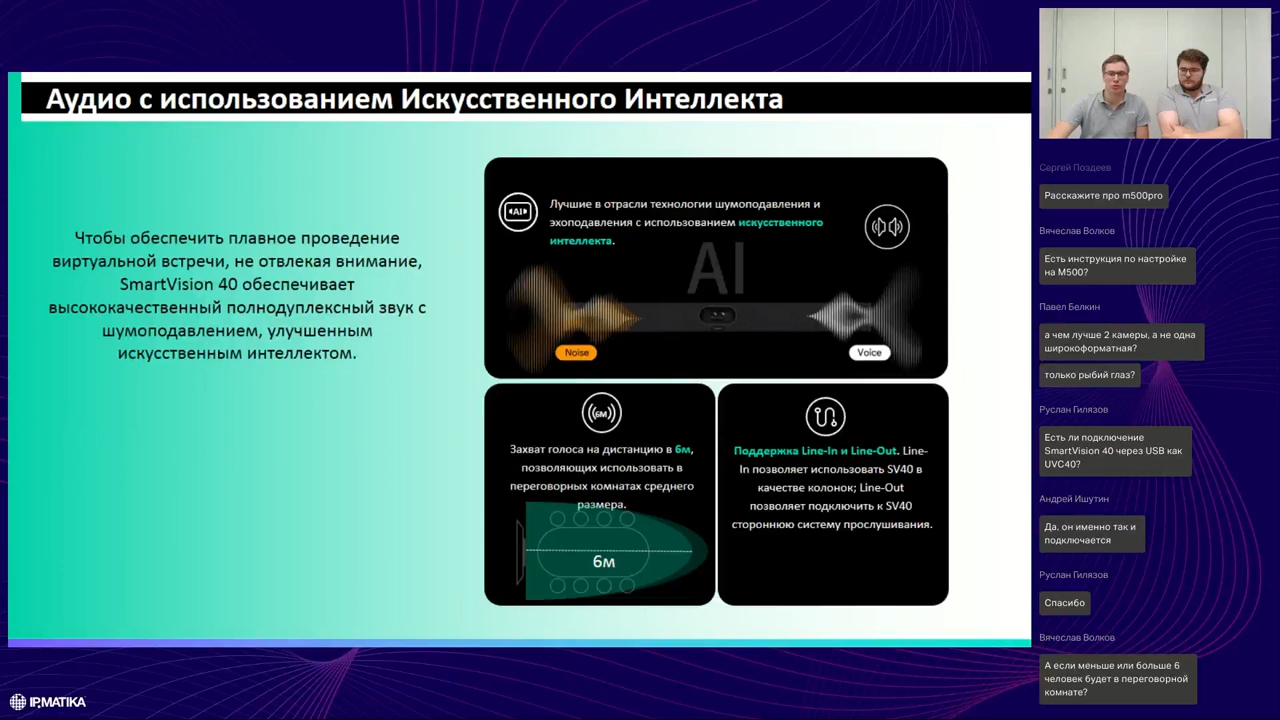 Аудио с использованием Искусственного Интеллекта
Чтобы обеспечить плавное проведение
виртуальной встречи, не отвлекая внимание,
SmartVision 40 обеспечивает
высококачественный полнодуплексный звук с
шумоподавлением, улучшенным
искусственным интеллектом.
AI
Лучшие в отрасли технологии шумоподавления и
эхоподавления с использованием искусственного
интеллекта.
AI
Noise
Voice
6M
Захват голоса на дистанцию в 6м,
позволяющих использовать в
переговорных комнатах среднего
размера.
6м
Поддержка Line-In и Line-Out. Line-
In позволяет использовать SV40 в
качестве колонок; Line-Out
позволяет подключить к SV40
стороннюю систему прослушивания.
IPMATIKA
Сергей Поздеев
Расскажите про m500pro
Вячеслав Волков
Есть инструкция по настройке
на M500?
Павел Белкин
а чем лучше 2 камеры, а не одна
широкоформатная?
только рыбий глаз?
Руслан Гилязов
Есть ли подключение
SmartVision 40 через USB как
UVC40?
Андрей Ишутин
Да, он именно так и
подключается
Руслан Гилязов
Спасибо
Вячеслав Волков
А если меньше или больше 6
человек будет в переговорной
комнате?